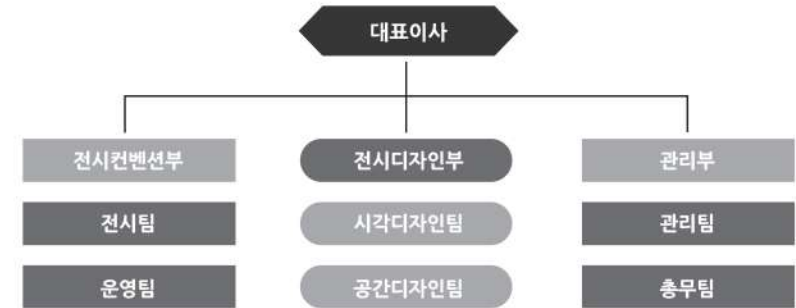 대표이사
전시컨벤션부
전시디자인부
관리부
전시팀
시각디자인팀
관리팀
운영팀
공간디자인팀
총무팀